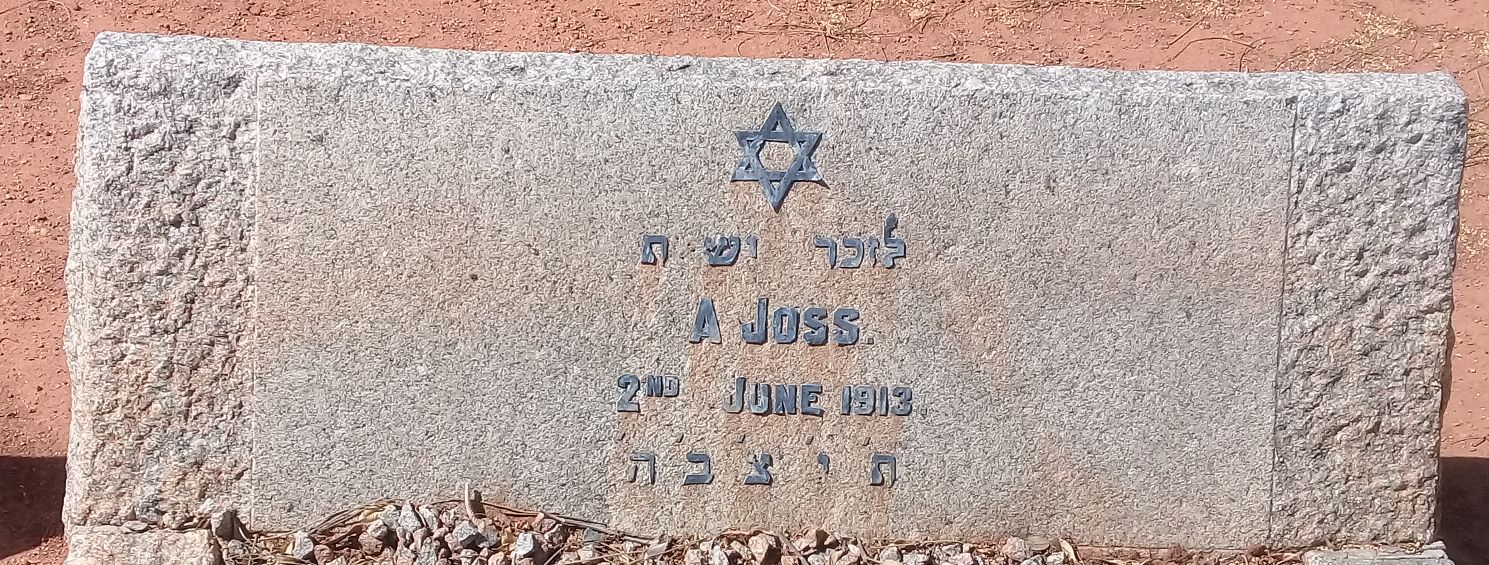 לזכר יש ת
A JOSS.
2ND JUNE 1913.
ת י צ ב ה